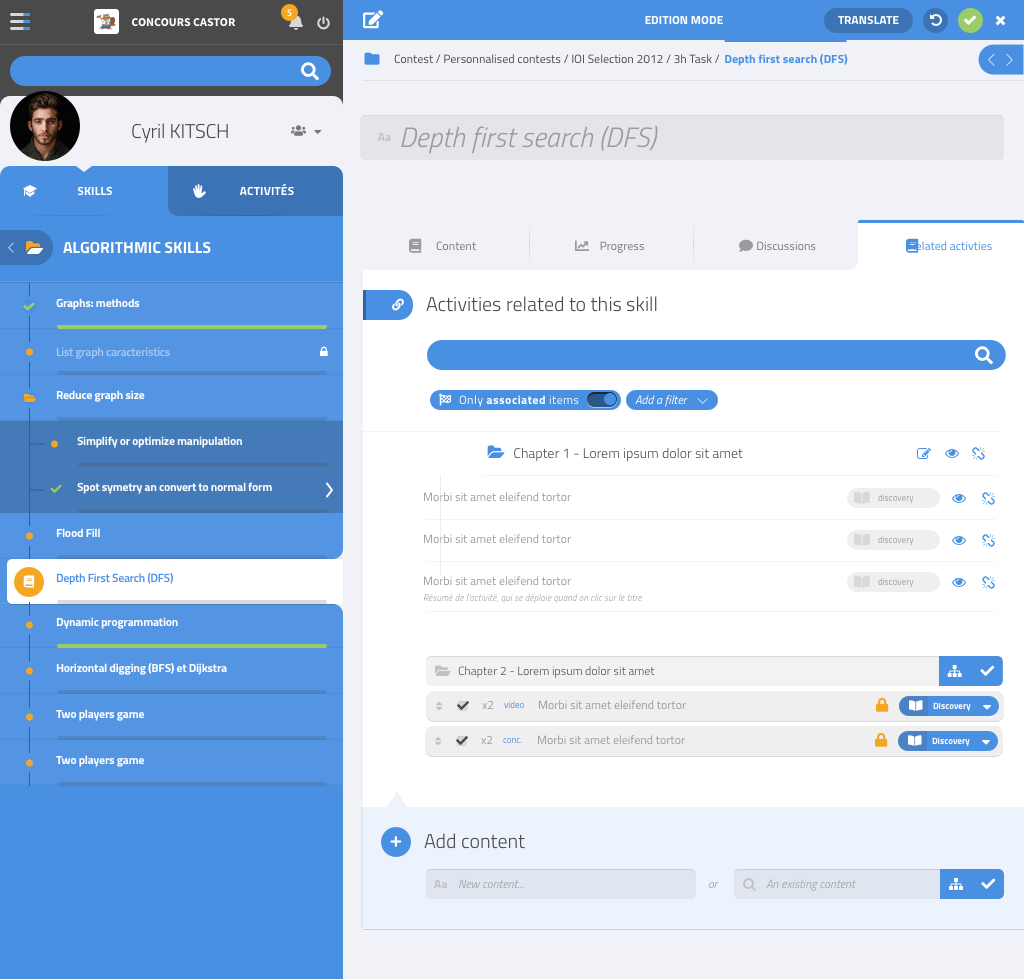 CONCOURS CASTOR
5
EDITION MODE
TRANSLATE
Contest / Personnalised contests / IOI Selection 2012 / 3h Task / Depth first search (DFS)
Cyril KITSCH
Aa Depth first search (DFS)
SKILLS
ACTIVITÉS
ALGORITHMIC SKILLS
Graphs: methods
List graph caracteristics
Reduce graph size
Simplify or optimize manipulation
Spot symetry an convert to normal form
Flood Fill
Depth First Search (DFS)
Dynamic programmation
Horizontal digging (BFS) et Dijkstra
Two players game
Two players game
Content
Progress
Discussions
elated activties
Activities related to this skill
Only associated items
Add a filter
Chapter 1 - Lorem ipsum dolor sit amet
Morbi sit amet eleifend tortor
discovery
Morbi sit amet eleifend tortor
discovery
Morbi sit amet eleifend tortor
discovery
Résumé de l'activité, qui se déploie quand on clic sur le titre
Chapter 2 - Lorem ipsum dolor sit amet
x2 video Morbi sit amet eleifend tortor
Discovery
x2 conc. Morbi sit amet eleifend tortor
Discovery
Add content
Aa New content...
or
An existing content